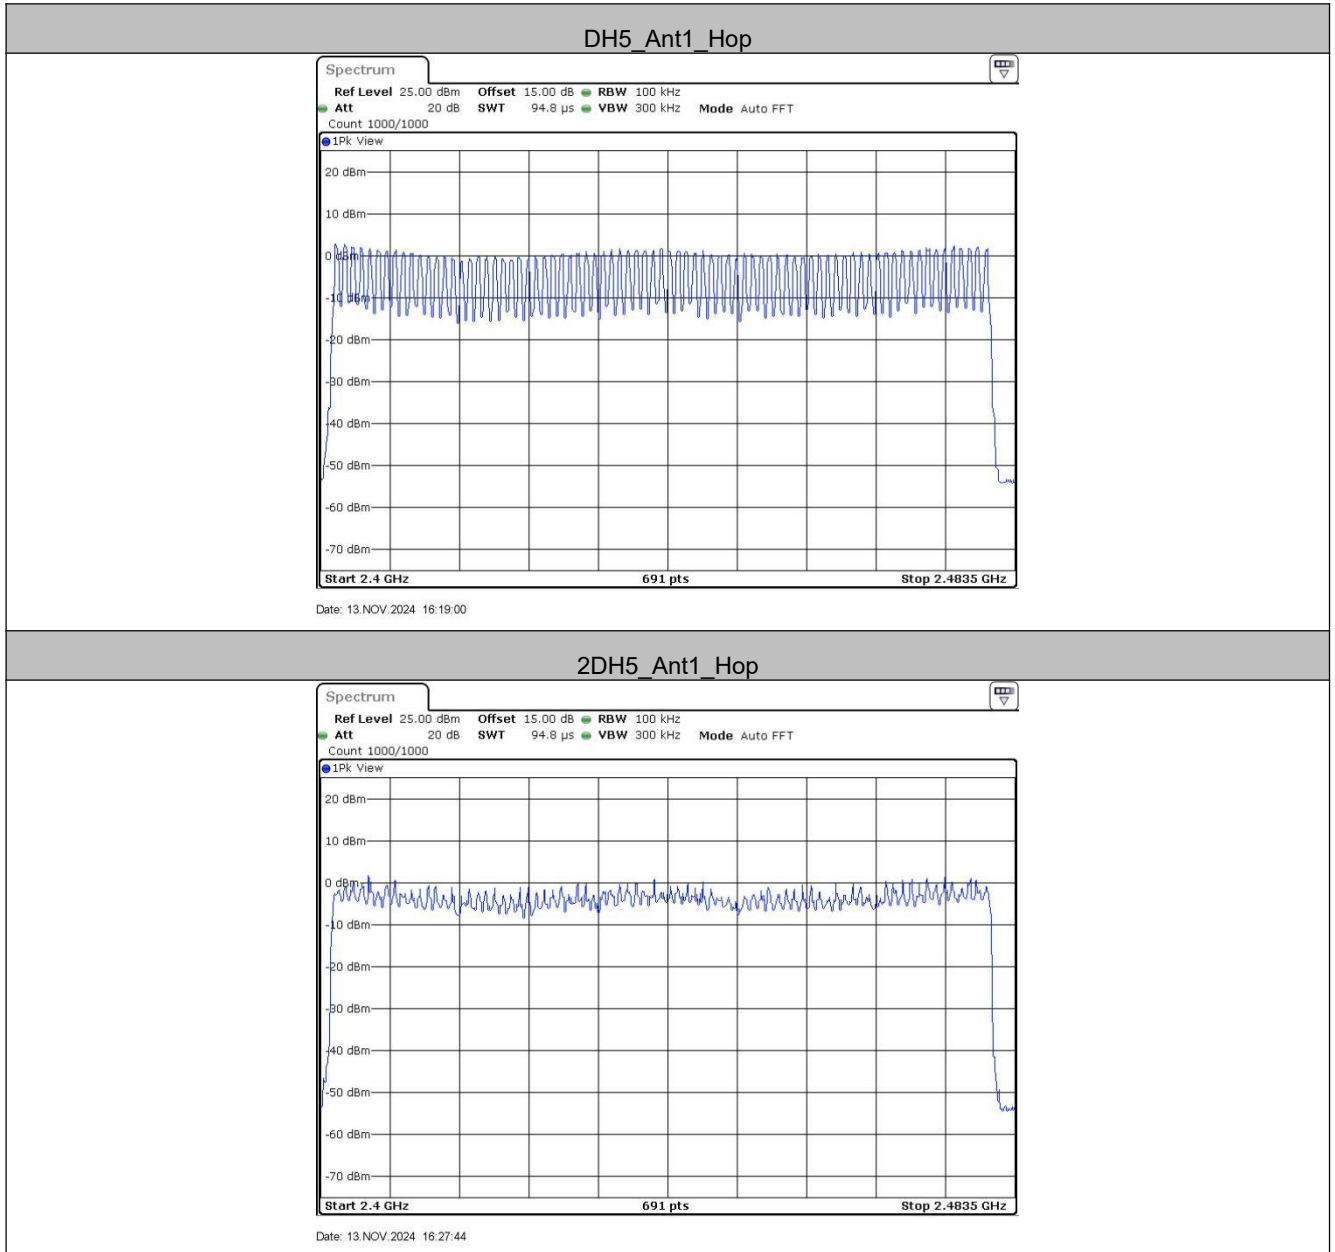 DH5_Ant1_Hop
Spectrum
Ref Level 25.00 dBm Offset 15.00 dB RBW 100 kHz
Att 20 dB SWT 94.8 µs VBW 300 kHz Mode Auto FFT
Count 1000/1000
1Pk View
20 dBm
10 dBm
0 dBm
-10 dBm
-20 dBm
-30 dBm
-40 dBm
-50 dBm
-60 dBm
-70 dBm
Start 2.4 GHz 691 pts Stop 2.4835 GHz
Date: 13.NOV.2024 16:19:00
2DH5_Ant1_Hop
Spectrum
Ref Level 25.00 dBm Offset 15.00 dB RBW 100 kHz
Att 20 dB SWT 94.8 µs VBW 300 kHz Mode Auto FFT
Count 1000/1000
1Pk View
20 dBm
10 dBm
0 dBm
-10 dBm
-20 dBm
-30 dBm
-40 dBm
-50 dBm
-60 dBm
-70 dBm
Start 2.4 GHz 691 pts Stop 2.4835 GHz
Date: 13.NOV.2024 16:27:44